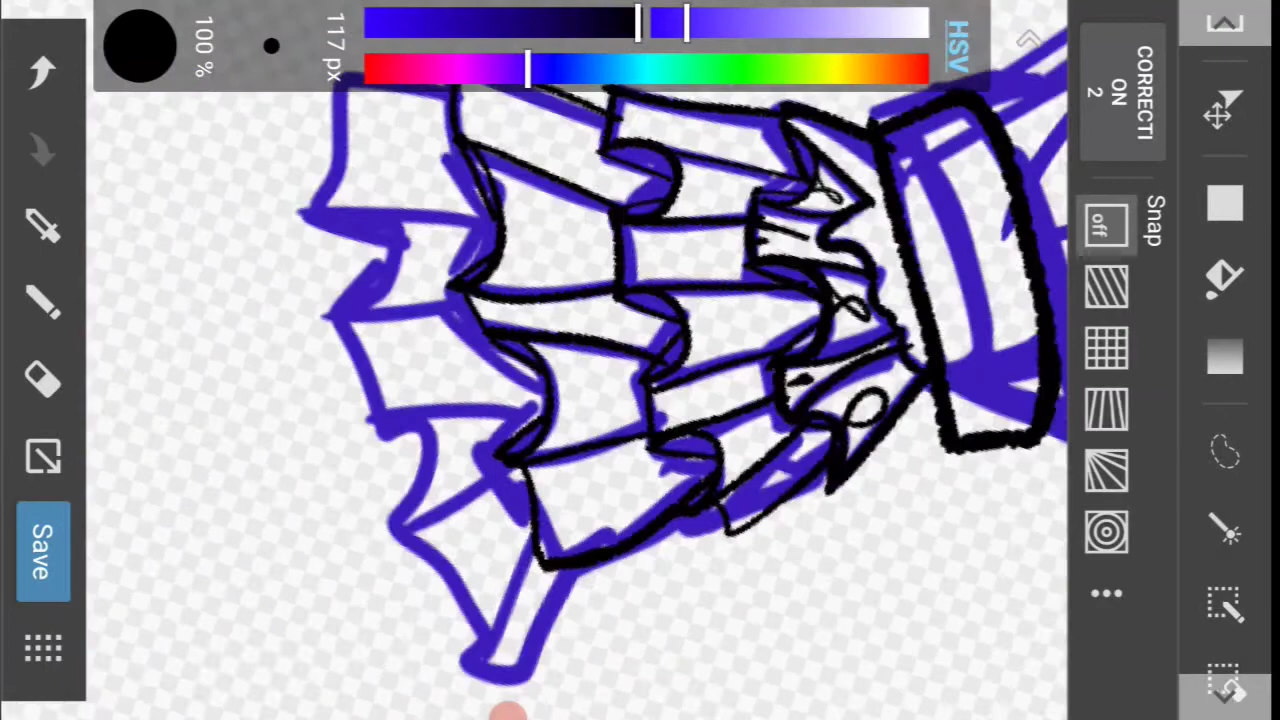 HSV
117 px
100 %
CORRECTI
ON
2
Snap
off
Save